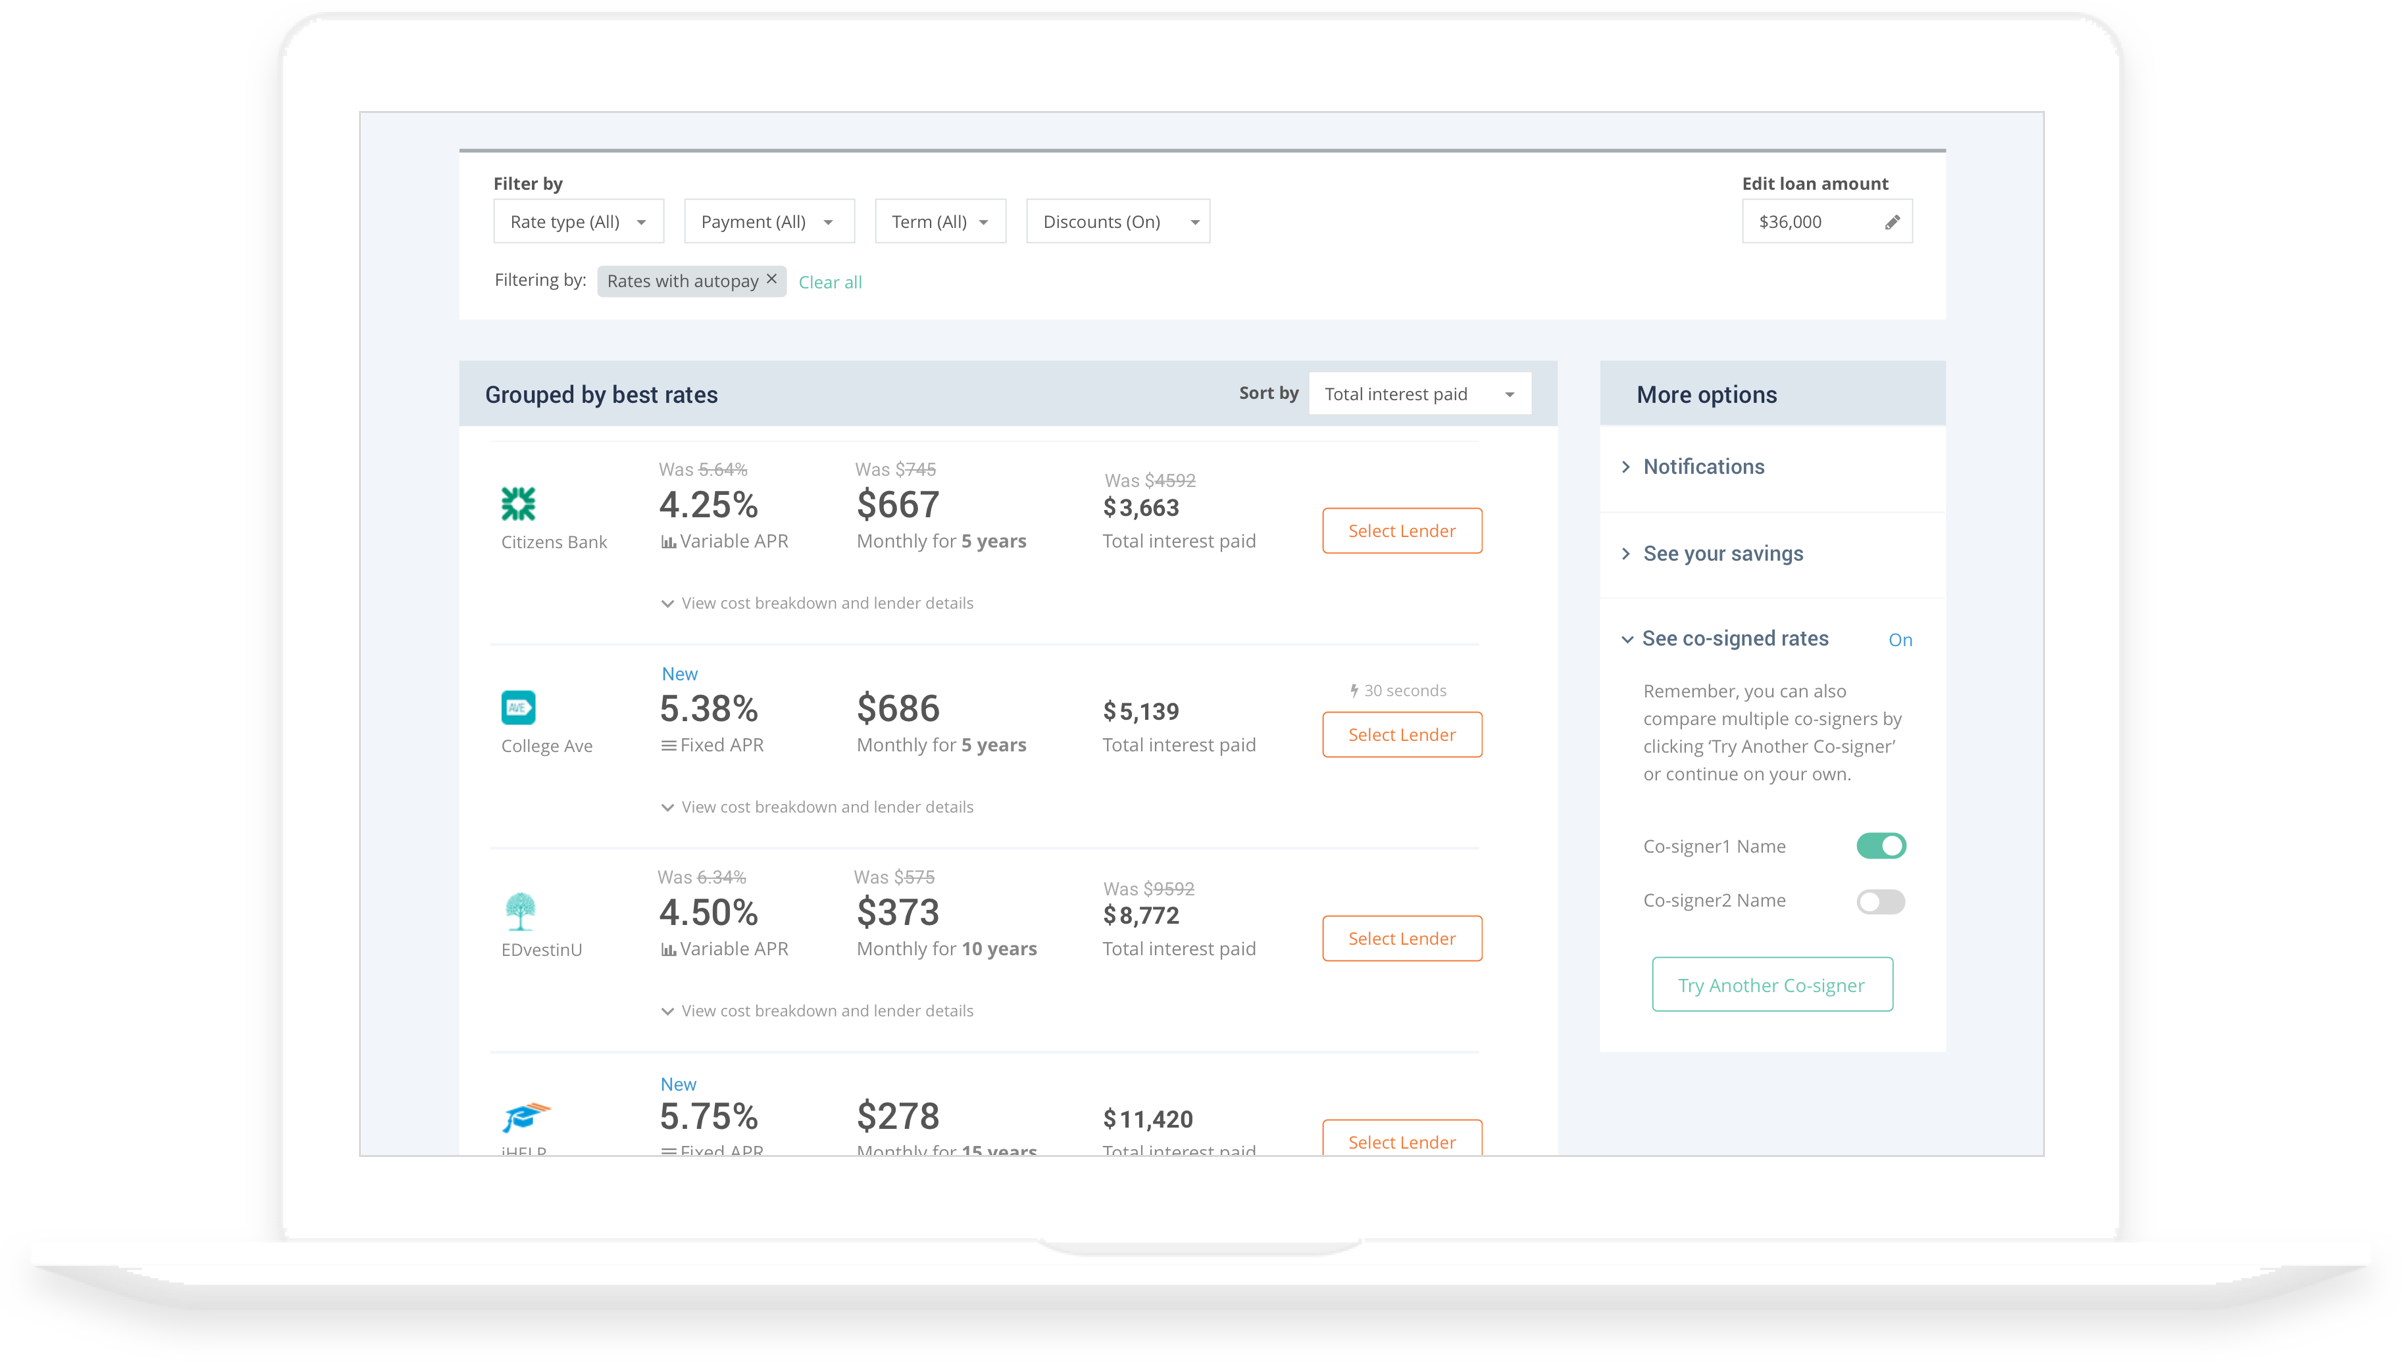 Filter by
Edit loan amount
Rate type (All)
Payment (All)
Term (All)
Discounts (On)
$36,000
Filtering by:
Rates with autopay
Clear all
Grouped by best rates
Sort by
Total interest paid
Was 5.64%
Was $745
Was $4592
4.25%
$667
$3,663
Select Lender
Citizens Bank
Variable APR
Monthly for 5 years
Total interest paid
View cost breakdown and lender details
New
30 seconds
AVE
5.38%
$686
$5,139
Select Lender
College Ave
Fixed APR
Monthly for 5 years
Total interest paid
View cost breakdown and lender details
Was 6.34%
Was $575
Was $9592
4.50%
$373
$8,772
Select Lender
EDvestinU
Variable APR
Monthly for 10 years
Total interest paid
View cost breakdown and lender details
New
5.75%
$278
$11,420
Select Lender
iHELP
Fixed APR
Monthly for 15 years
Total interest paid
More options
Notifications
See your savings
See co-signed rates
On
Remember, you can also
compare multiple co-signers by
clicking ‘Try Another Co-signer’
or continue on your own.
Co-signer1 Name
Co-signer2 Name
Try Another Co-signer